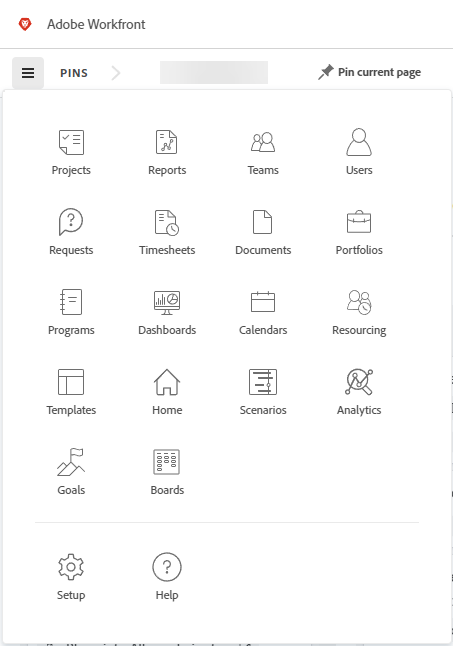 Adobe Workfront
PINS
Pin current page
Projects Reports Teams Users
Requests Timesheets Documents Portfolios
Programs Dashboards Calendars Resourcing
Templates Home Scenarios Analytics
Goals Boards
Setup Help